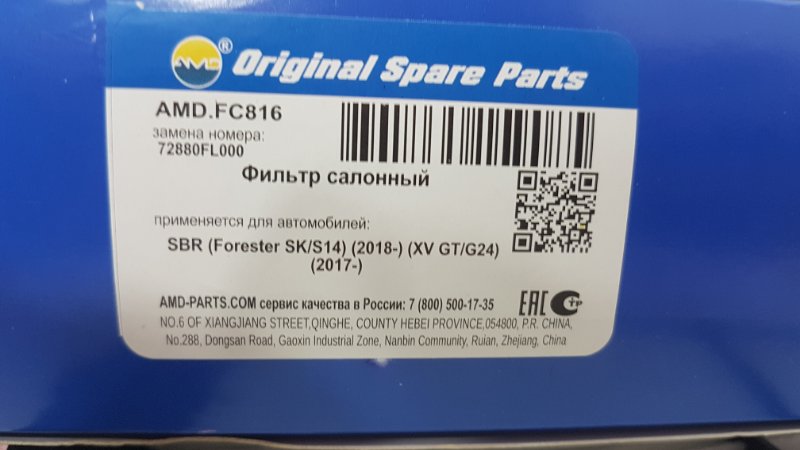 AMD ® Original Spare Parts
AMD.FC816
замена номера:
72880FL000
Фильтр салонный
применяется для автомобилей:
SBR (Forester SK/S14) (2018-) (XV GT/G24)
(2017-)
AMD-PARTS.COM сервис качества в России: 7 (800) 500-17-35
NO.6 OF XIANGJIANG STREET,QINGHE, COUNTY HEBEI PROVINCE,054800, P.R. CHINA,
No.288, Dongsan Road, Gaoxin Industrial Zone, Nanbin Community, Ruian, Zhejiang, China
EAC